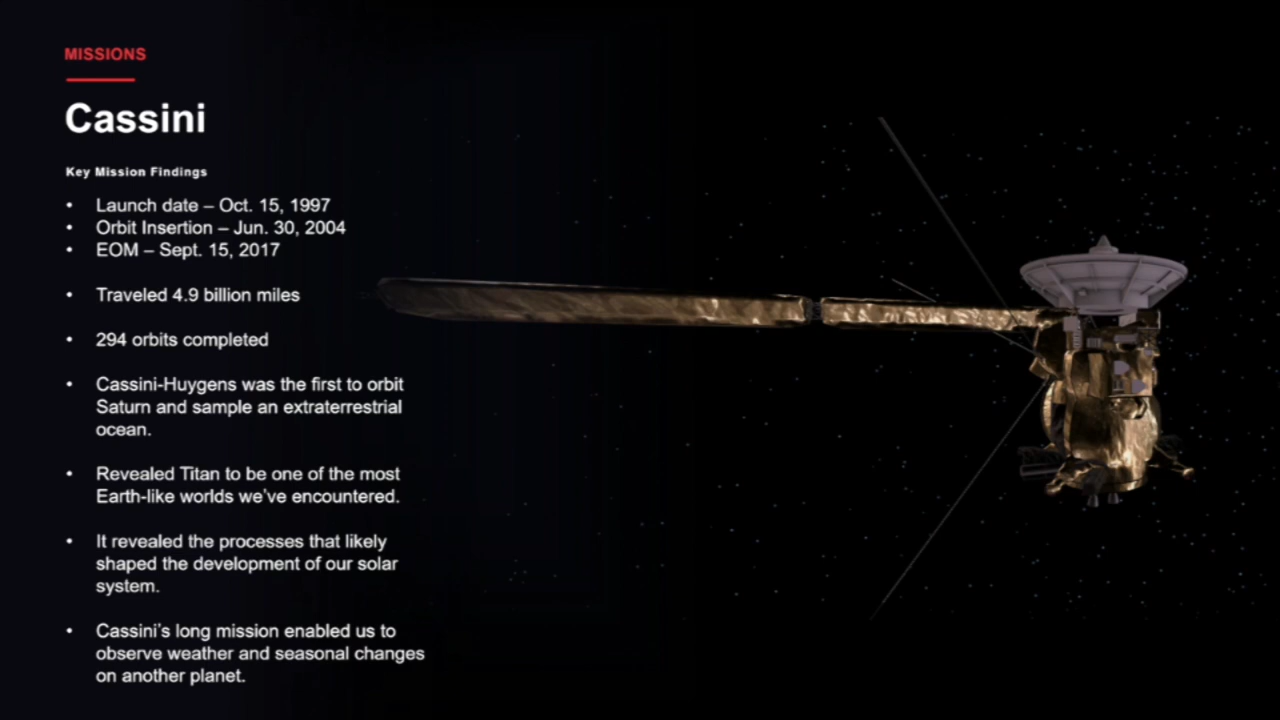 MISSIONS
Cassini
Key Mission Findings
• Launch date – Oct. 15, 1997
• Orbit Insertion – Jun. 30, 2004
• EOM – Sept. 15, 2017
• Traveled 4.9 billion miles
• 294 orbits completed
• Cassini-Huygens was the first to orbit
Saturn and sample an extraterrestrial
ocean.
• Revealed Titan to be one of the most
Earth-like worlds we’ve encountered.
• It revealed the processes that likely
shaped the development of our solar
system.
• Cassini’s long mission enabled us to
observe weather and seasonal changes
on another planet.